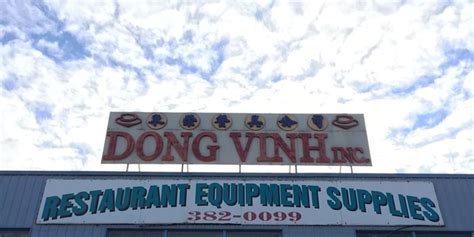 DONG VINH INC.
RESTAURANT EQUIPMENT SUPPLIES
382-0099